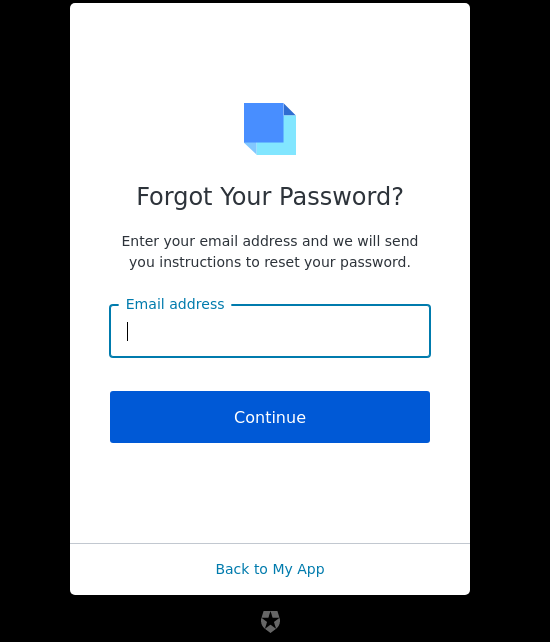 Forgot Your Password?
Enter your email address and we will send
you instructions to reset your password.
Email address
Continue
Back to My App